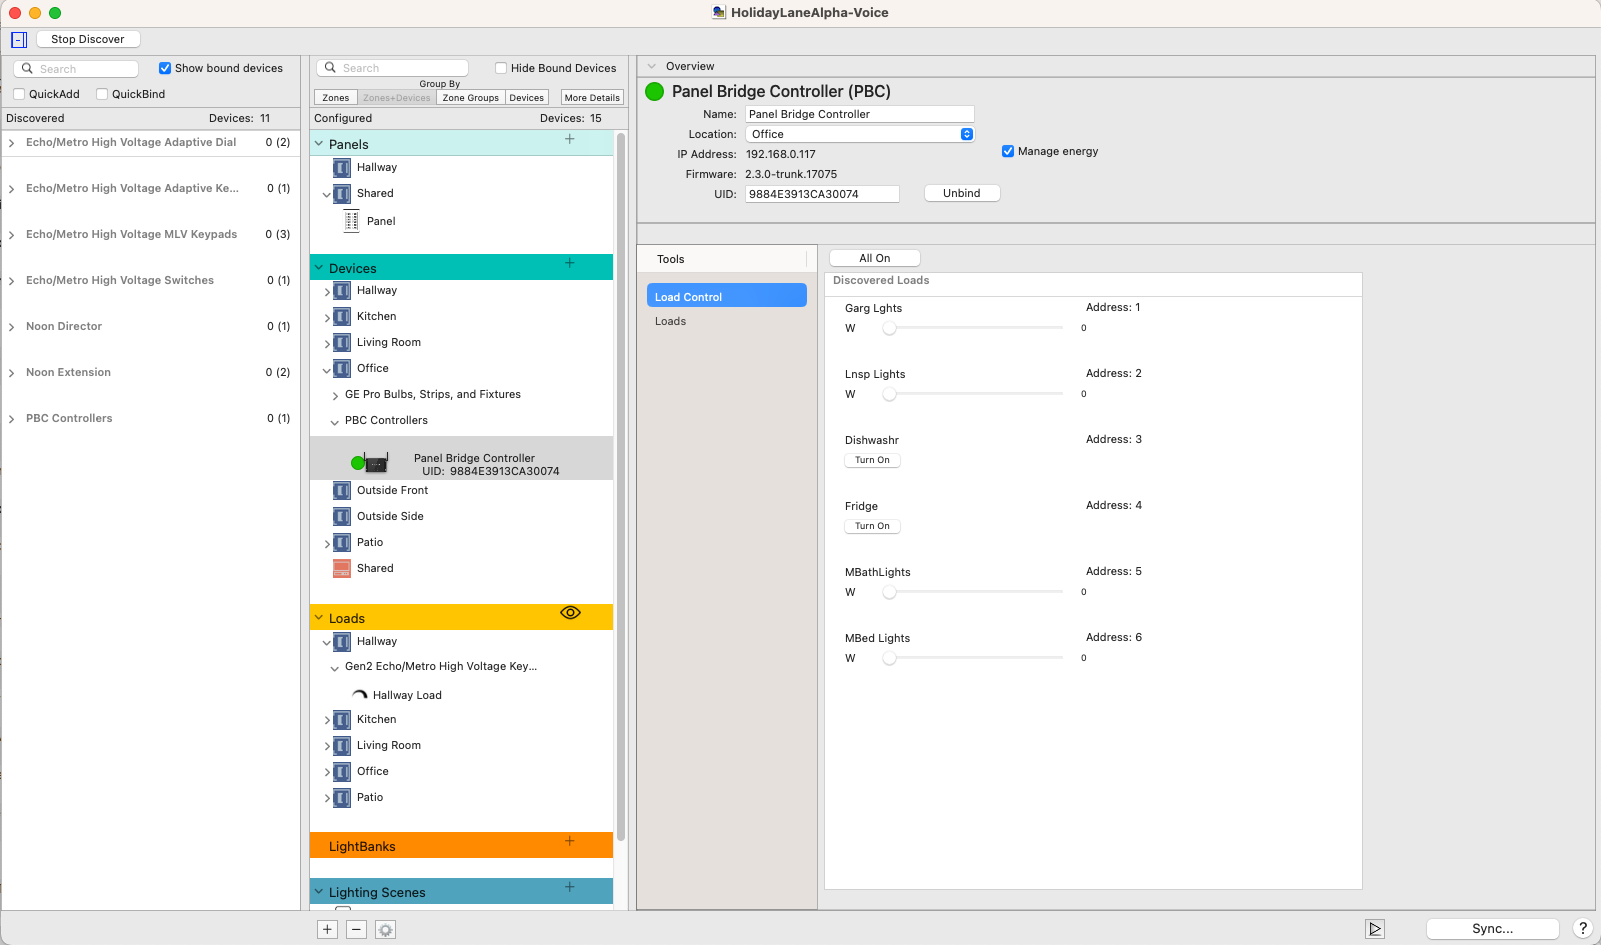 HolidayLaneAlpha-Voice
Stop Discover
Search
Show bound devices
QuickAdd
QuickBind
Discovered
Devices: 11
Echo/Metro High Voltage Adaptive Dial
0 (2)
Echo/Metro High Voltage Adaptive Ke...
0 (1)
Echo/Metro High Voltage MLV Keypads
0 (3)
Echo/Metro High Voltage Switches
0 (1)
Noon Director
0 (1)
Noon Extension
0 (2)
PBC Controllers
0 (1)
Search
Hide Bound Devices
Group By
Zones
Zones+Devices
Zone Groups
Devices
More Details
Configured
Devices: 15
Panels
Hallway
Shared
Panel
Devices
Hallway
Kitchen
Living Room
Office
GE Pro Bulbs, Strips, and Fixtures
PBC Controllers
Panel Bridge Controller
UID: 9884E3913CA30074
Outside Front
Outside Side
Patio
Shared
Loads
Hallway
Gen2 Echo/Metro High Voltage Key...
Hallway Load
Kitchen
Living Room
Office
Patio
LightBanks
Lighting Scenes
Overview
Panel Bridge Controller (PBC)
Name: Panel Bridge Controller
Location: Office
IP Address: 192.168.0.117
Manage energy
Firmware: 2.3.0-trunk.17075
UID: 9884E3913CA30074
Unbind
Tools
Load Control
Loads
All On
Discovered Loads
Garg Lghts
Address: 1
W
0
Lnsp Lights
Address: 2
W
0
Dishwashr
Address: 3
Turn On
Fridge
Address: 4
Turn On
MBathLights
Address: 5
W
0
MBed Lights
Address: 6
W
0
Sync...
?